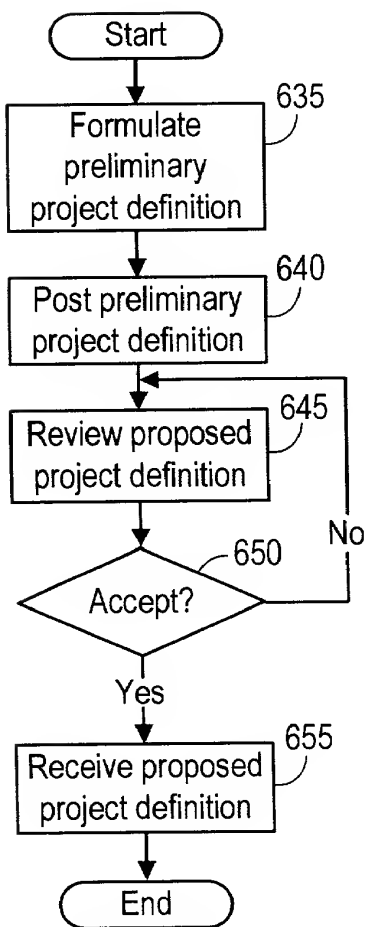 Start
635
Formulate
preliminary
project definition
640
Post preliminary
project definition
645
Review proposed
project definition
No
650
Accept?
Yes
655
Receive proposed
project definition
End